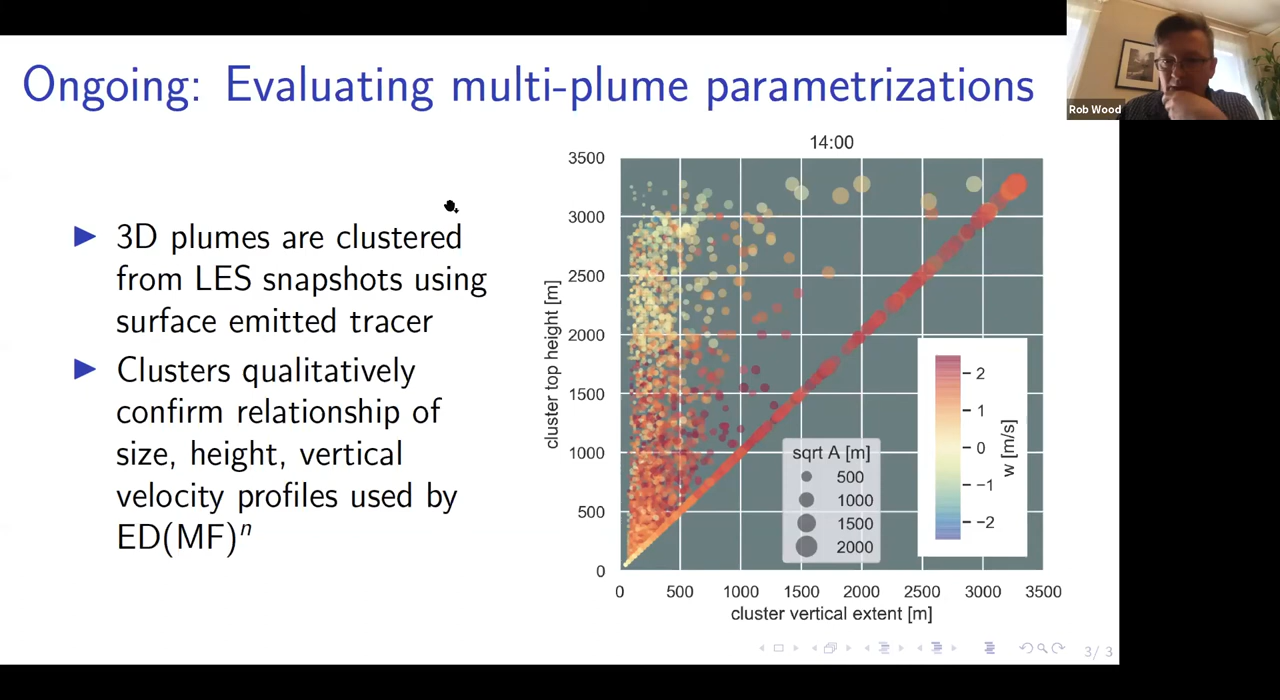 Ongoing: Evaluating multi-plume parametrizations
Rob Wood
▶ 3D plumes are clustered
from LES snapshots using
surface emitted tracer
▶ Clusters qualitatively
confirm relationship of
size, height, vertical
velocity profiles used by
ED(MF)ⁿ
14:00
3500
3000
2500
2000
1500
1000
500
0
cluster top height [m]
0 500 1000 1500 2000 2500 3000 3500
cluster vertical extent [m]
sqrt A [m]
500
1000
1500
2000
2
1
0
−1
−2
w [m/s]
3/ 3